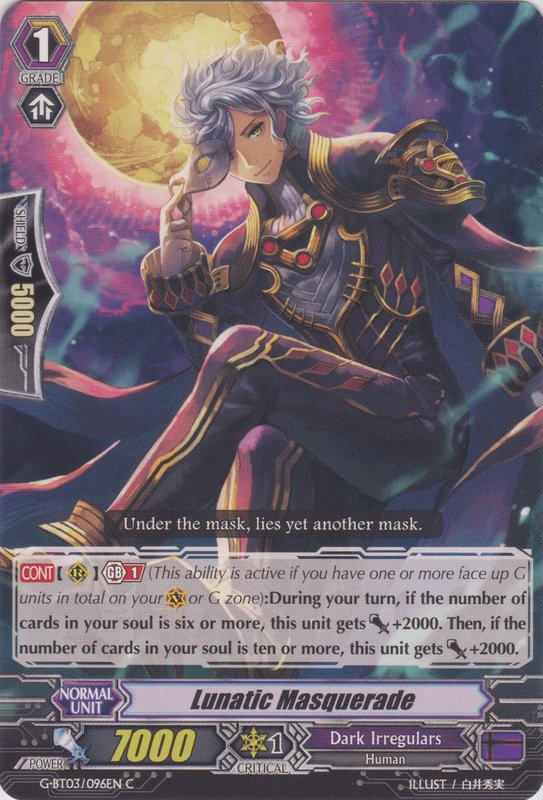 1
GRADE
SHIELD
5000
Under the mask, lies yet another mask.
CONT【 R 】 GB 1 (This ability is active if you have one or more face up G
units in total on your V or G zone):During your turn, if the number
of cards in your soul is six or more, this unit gets +2000. Then, if the
number of cards in your soul is ten or more, this unit gets +2000.
NORMAL
UNIT
Lunatic Masquerade
POWER
7000
1
CRITICAL
Dark Irregulars
Human
G-BT03/096EN C
ILLUST / 白井秀実